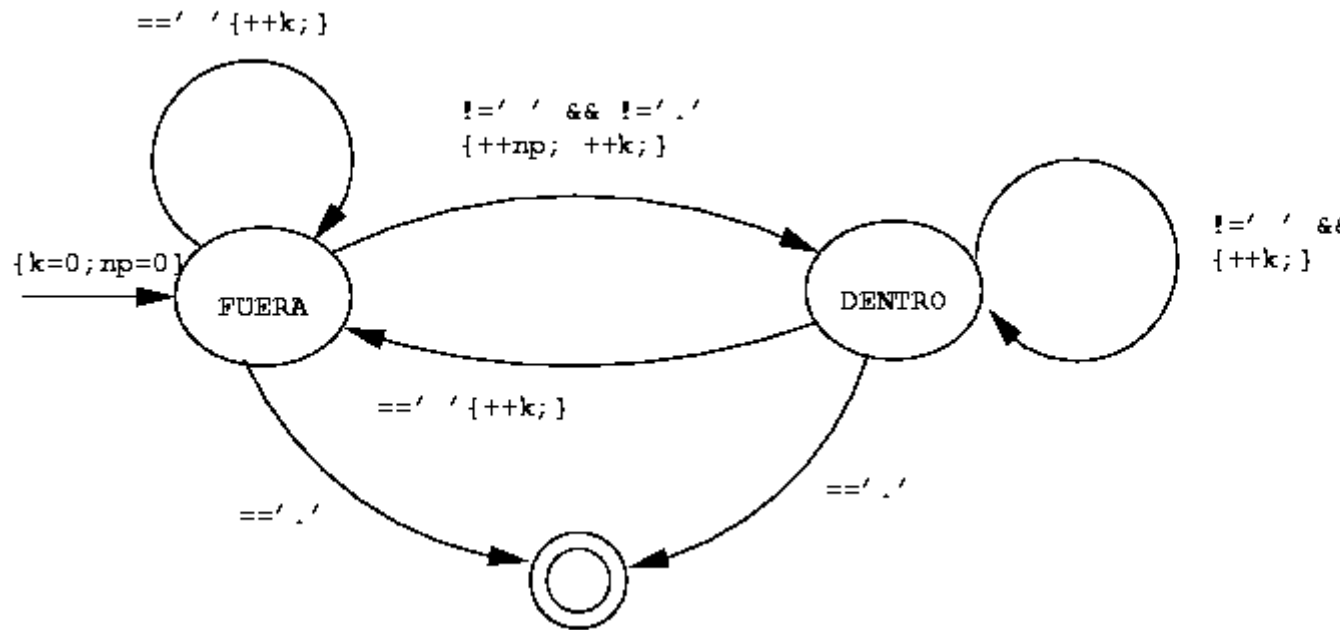 ==' '{++k;}
!=' ' && !='.'
{++np; ++k;}
!=' ' &&
{++k;}
{k=0;np=0}
FUERA
DENTRO
==' '{++k;}
=='.'
=='.'